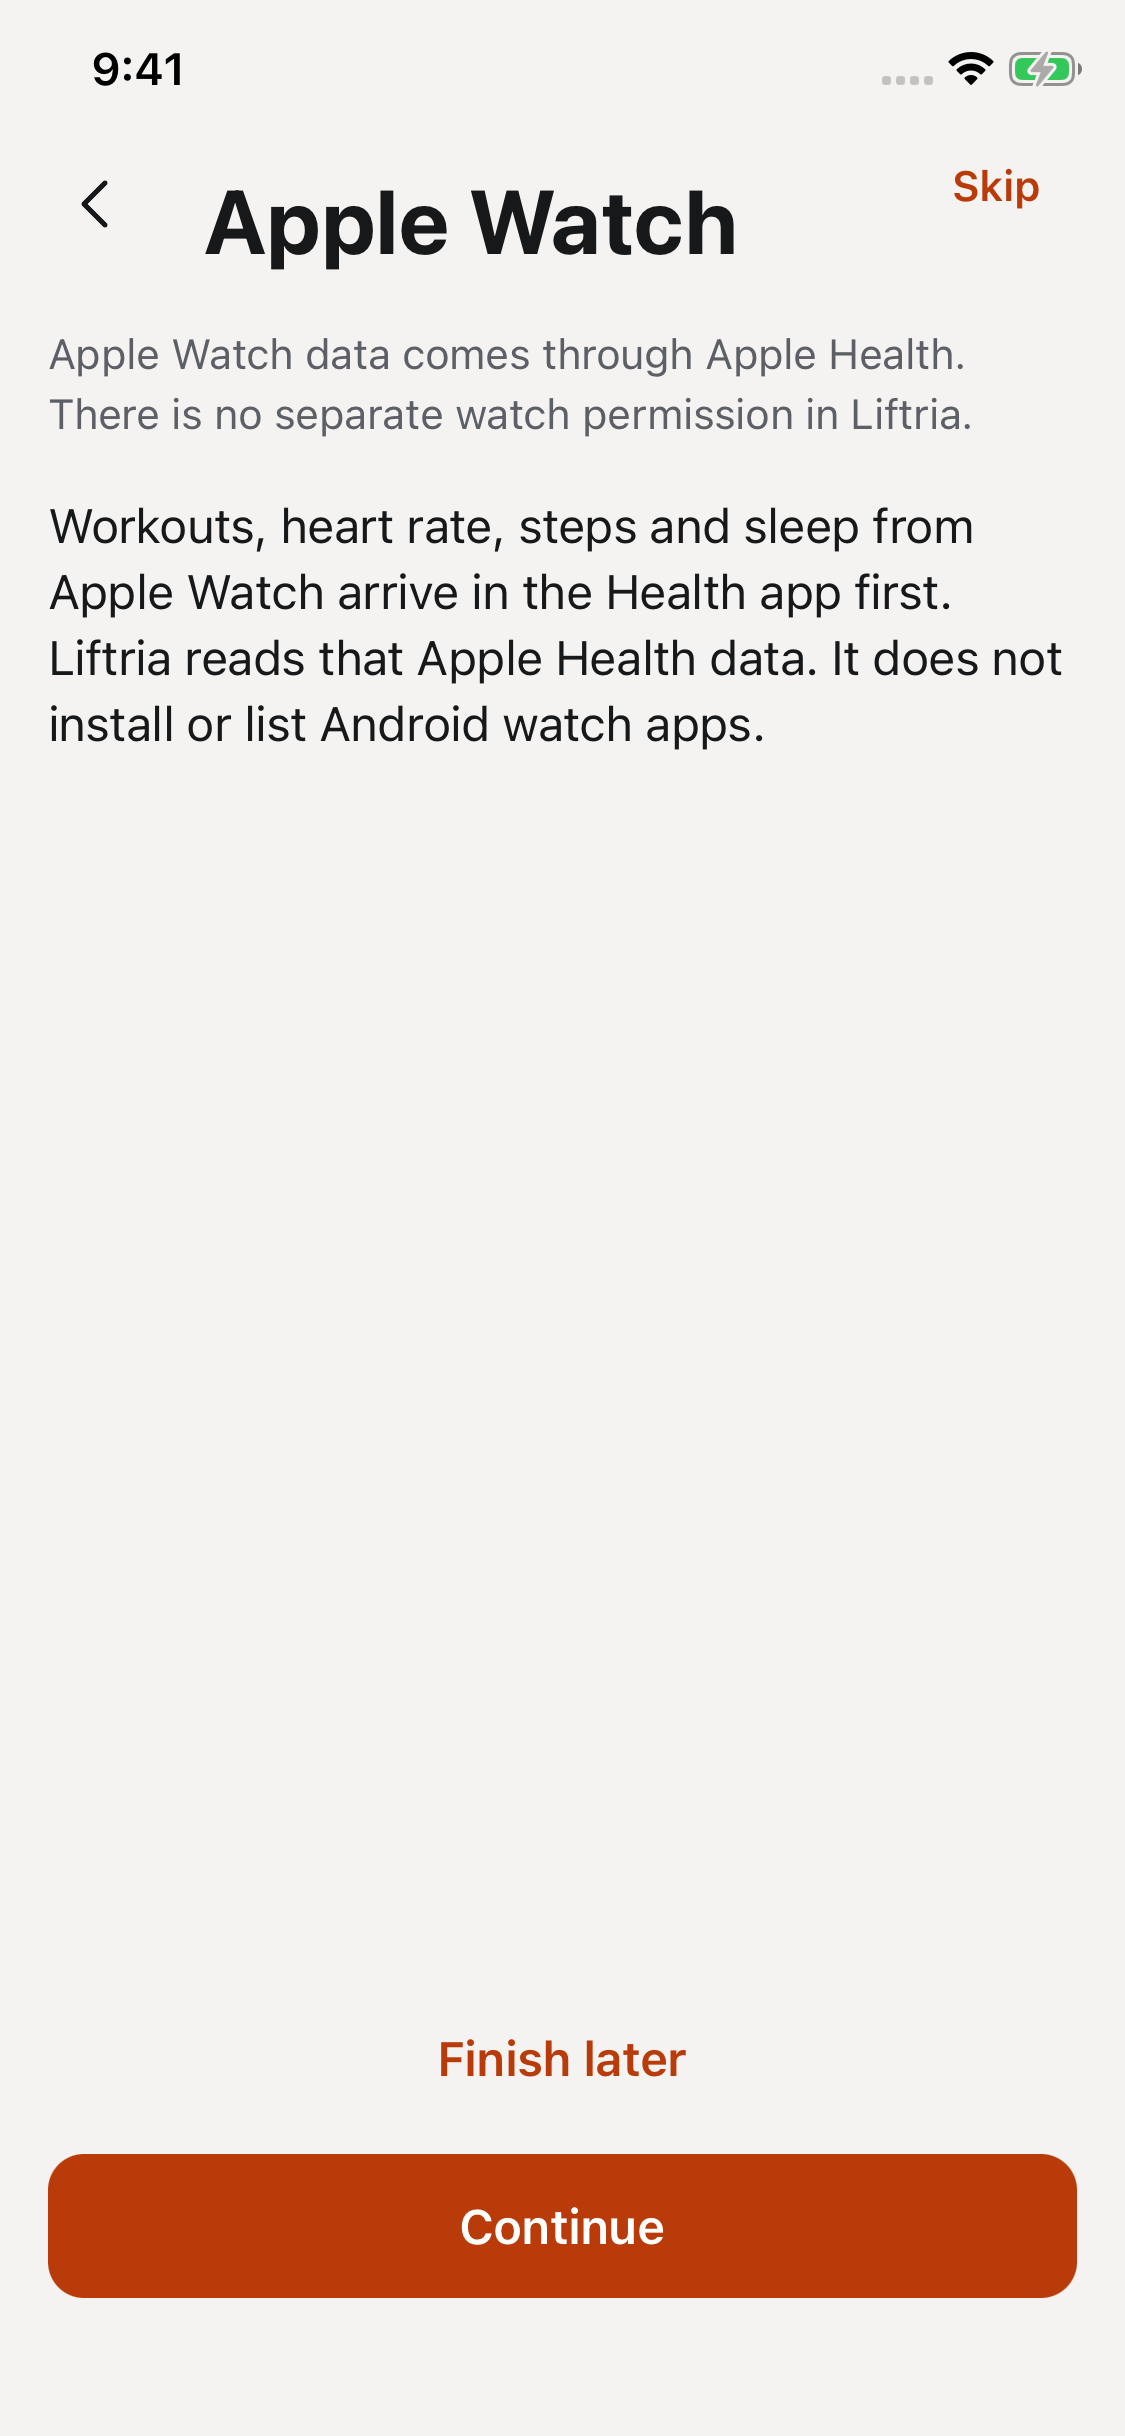 9:41
Apple Watch
Skip
Apple Watch data comes through Apple Health.
There is no separate watch permission in Liftria.
Workouts, heart rate, steps and sleep from
Apple Watch arrive in the Health app first.
Liftria reads that Apple Health data. It does not
install or list Android watch apps.
Finish later
Continue